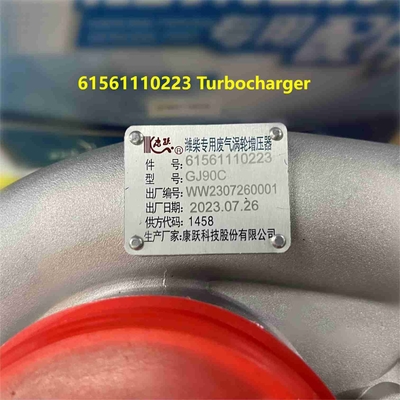 61561110223 Turbocharger
康跃® 潍柴专用废气涡轮增压器
件 号: 61561110223
型 号: GJ90C
出厂编号: WW2307260001
出厂日期: 2023.07.26
供方代码: 1458
生产厂家: 康跃科技股份有限公司